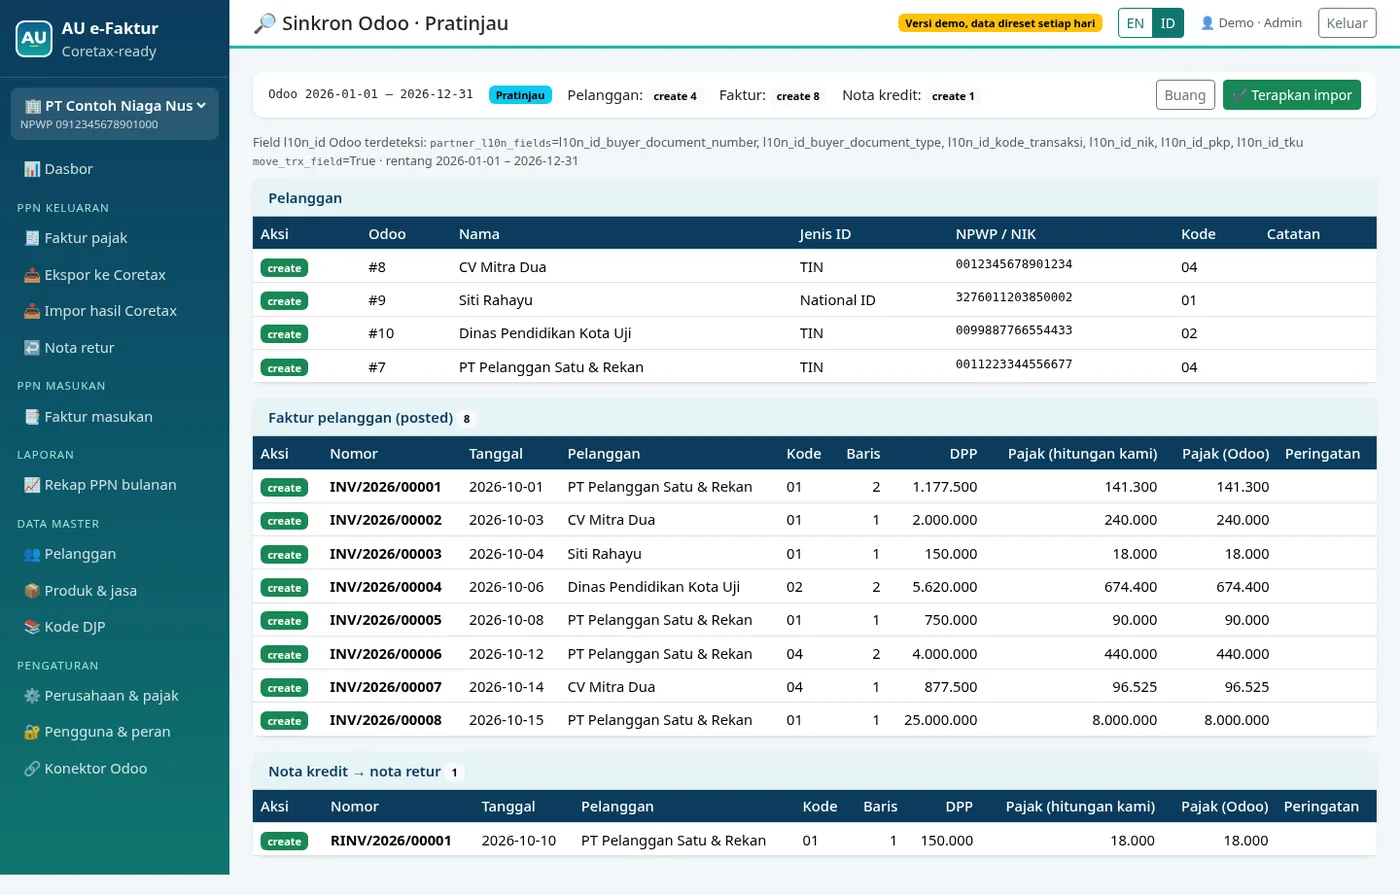 AU
AU e-Faktur
Coretax-ready
🏢 PT Contoh Niaga Nus
NPWP 0912345678901000
📊 Dasbor
PPN KELUARAN
🧾 Faktur pajak
📤 Ekspor ke Coretax
📥 Impor hasil Coretax
↩️ Nota retur
PPN MASUKAN
📑 Faktur masukan
LAPORAN
📈 Rekap PPN bulanan
DATA MASTER
👥 Pelanggan
📦 Produk & jasa
📚 Kode DJP
PENGATURAN
⚙️ Perusahaan & pajak
🔐 Pengguna & peran
🔗 Konektor Odoo
🔎 Sinkron Odoo · Pratinjau
Versi demo, data direset setiap hari
EN ID
👤 Demo · Admin
Keluar
Odoo 2026-01-01 — 2026-12-31 Pratinjau Pelanggan: create 4 Faktur: create 8 Nota kredit: create 1
Buang
✔️ Terapkan impor
Field l10n_id Odoo terdeteksi: partner_l10n_fields=l10n_id_buyer_document_number, l10n_id_buyer_document_type, l10n_id_kode_transaksi, l10n_id_nik, l10n_id_pkp, l10n_id_tku
move_trx_field=True · rentang 2026-01-01 – 2026-12-31
Pelanggan
Aksi Odoo Nama Jenis ID NPWP / NIK Kode Catatan
create #8 CV Mitra Dua TIN 0012345678901234 04
create #9 Siti Rahayu National ID 3276011203850002 01
create #10 Dinas Pendidikan Kota Uji TIN 0099887766554433 02
create #7 PT Pelanggan Satu & Rekan TIN 0011223344556677 04
Faktur pelanggan (posted) 8
Aksi Nomor Tanggal Pelanggan Kode Baris DPP Pajak (hitungan kami) Pajak (Odoo) Peringatan
create INV/2026/00001 2026-10-01 PT Pelanggan Satu & Rekan 01 2 1.177.500 141.300 141.300
create INV/2026/00002 2026-10-03 CV Mitra Dua 01 1 2.000.000 240.000 240.000
create INV/2026/00003 2026-10-04 Siti Rahayu 01 1 150.000 18.000 18.000
create INV/2026/00004 2026-10-06 Dinas Pendidikan Kota Uji 02 2 5.620.000 674.400 674.400
create INV/2026/00005 2026-10-08 PT Pelanggan Satu & Rekan 01 1 750.000 90.000 90.000
create INV/2026/00006 2026-10-12 PT Pelanggan Satu & Rekan 04 2 4.000.000 440.000 440.000
create INV/2026/00007 2026-10-14 CV Mitra Dua 04 1 877.500 96.525 96.525
create INV/2026/00008 2026-10-15 PT Pelanggan Satu & Rekan 01 1 25.000.000 8.000.000 8.000.000
Nota kredit → nota retur 1
Aksi Nomor Tanggal Pelanggan Kode Baris DPP Pajak (hitungan kami) Pajak (Odoo) Peringatan
create RINV/2026/00001 2026-10-10 PT Pelanggan Satu & Rekan 01 1 150.000 18.000 18.000